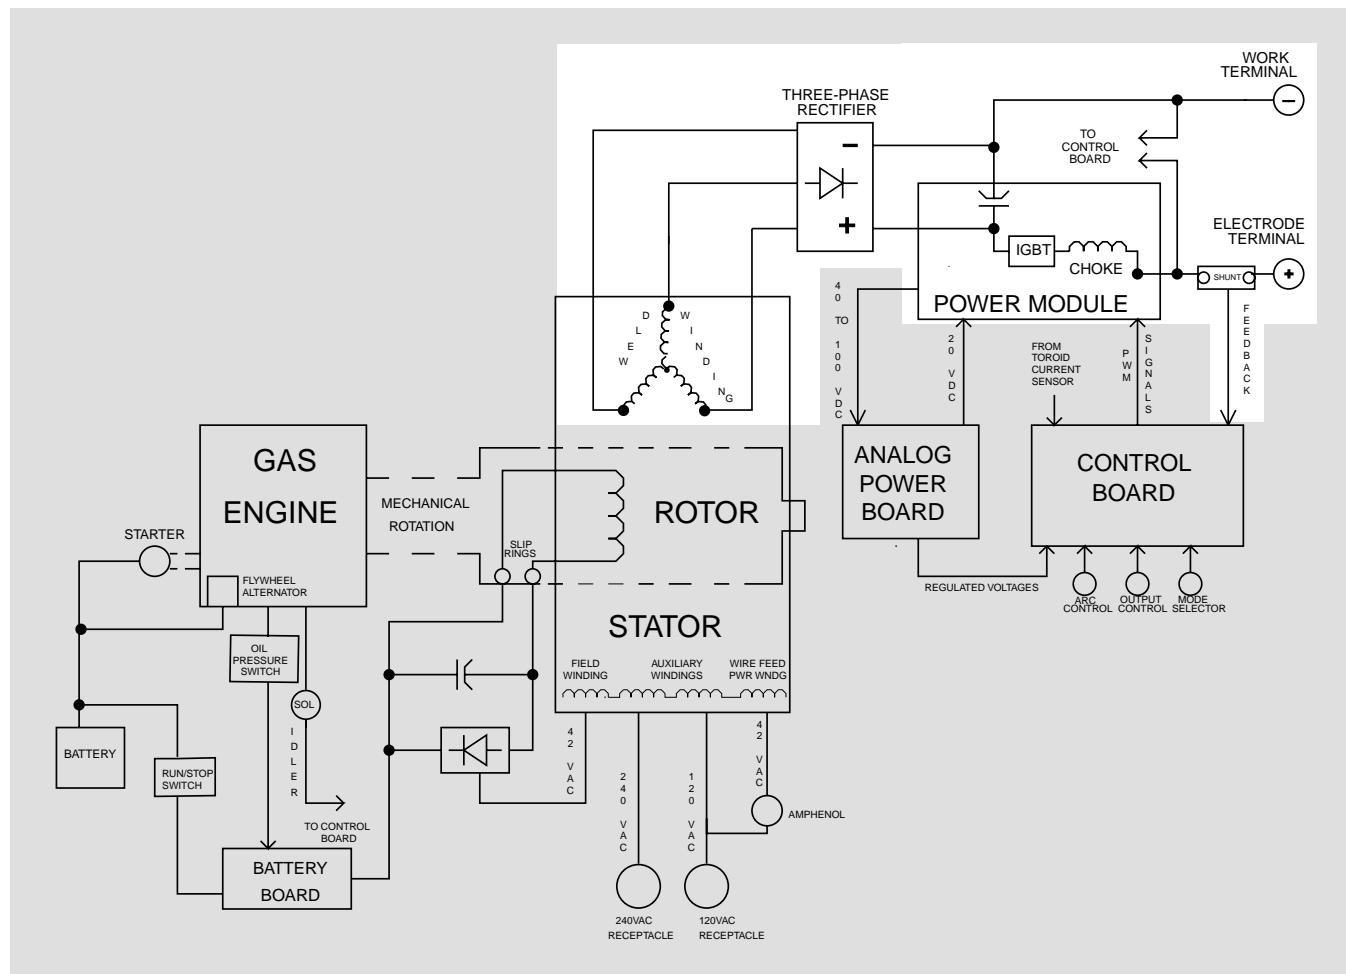 WORK
TERMINAL
−
THREE-PHASE
RECTIFIER
TO
CONTROL
BOARD
−
+
IGBT
CHOKE
POWER MODULE
ELECTRODE
TERMINAL
SHUNT
+
WELD WINDING
40 TO 100 VDC
20 VDC
FROM
TOROID
CURRENT
SENSOR
PWM
SIGNALS
FEEDBACK
GAS
ENGINE
MECHANICAL
ROTATION
SLIP
RINGS
ROTOR
ANALOG
POWER
BOARD
CONTROL
BOARD
STARTER
FLYWHEEL
ALTERNATOR
REGULATED VOLTAGES
ARC
CONTROL
OUTPUT
CONTROL
MODE
SELECTOR
STATOR
OIL
PRESSURE
SWITCH
FIELD
WINDING
AUXILIARY
WINDINGS
WIRE FEED
PWR WNDG
SOL
IDLER
BATTERY
RUN/STOP
SWITCH
42 VAC
240 VAC
120 VAC
42 VAC
AMPHENOL
TO CONTROL
BOARD
BATTERY
BOARD
240VAC
RECEPTACLE
120VAC
RECEPTACLE